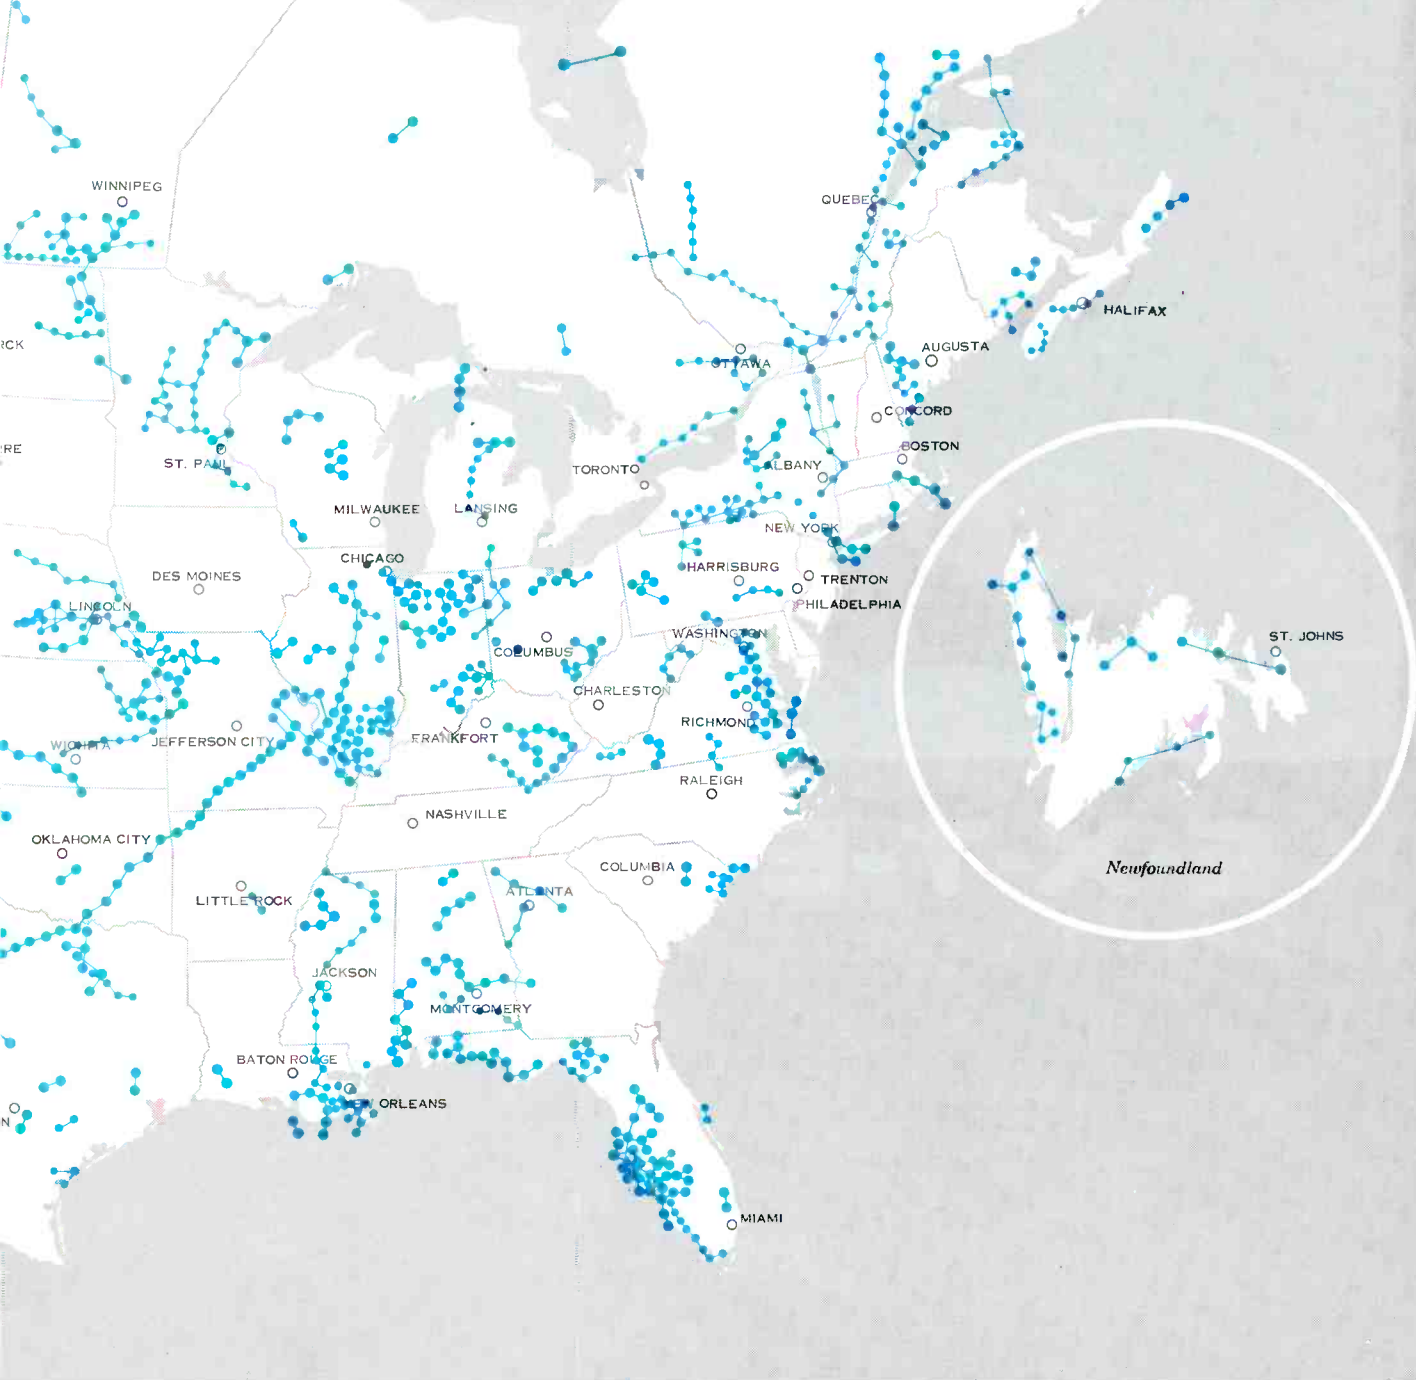 WINNIPEG
QUEBEC
HALIFAX
RCK
AUGUSTA
OTTAWA
CONCORD
BOSTON
RE
ST. PAUL
TORONTO
ALBANY
MILWAUKEE
LANSING
NEW YORK
CHICAGO
HARRISBURG
DES MOINES
TRENTON
LINCOLN
PHILADELPHIA
WASHINGTON
ST. JOHNS
COLUMBUS
CHARLESTON
RICHMOND
WICHITA
JEFFERSON CITY
FRANKFORT
RALEIGH
NASHVILLE
OKLAHOMA CITY
COLUMBIA
Newfoundland
LITTLE ROCK
ATLANTA
JACKSON
MONTGOMERY
BATON ROUGE
NEW ORLEANS
N
MIAMI